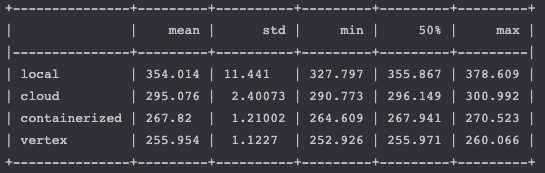 +---------------+---------+----------+---------+---------+---------+
|               |    mean |      std |     min |     50% |     max |
|---------------+---------+----------+---------+---------+---------|
| local         | 354.014 | 11.441   | 327.797 | 355.867 | 378.609 |
| cloud         | 295.076 |  2.40073 | 290.773 | 296.149 | 300.992 |
| containerized | 267.82  |  1.21002 | 264.609 | 267.941 | 270.523 |
| vertex        | 255.954 |  1.1227  | 252.926 | 255.971 | 260.066 |
+---------------+---------+----------+---------+---------+---------+